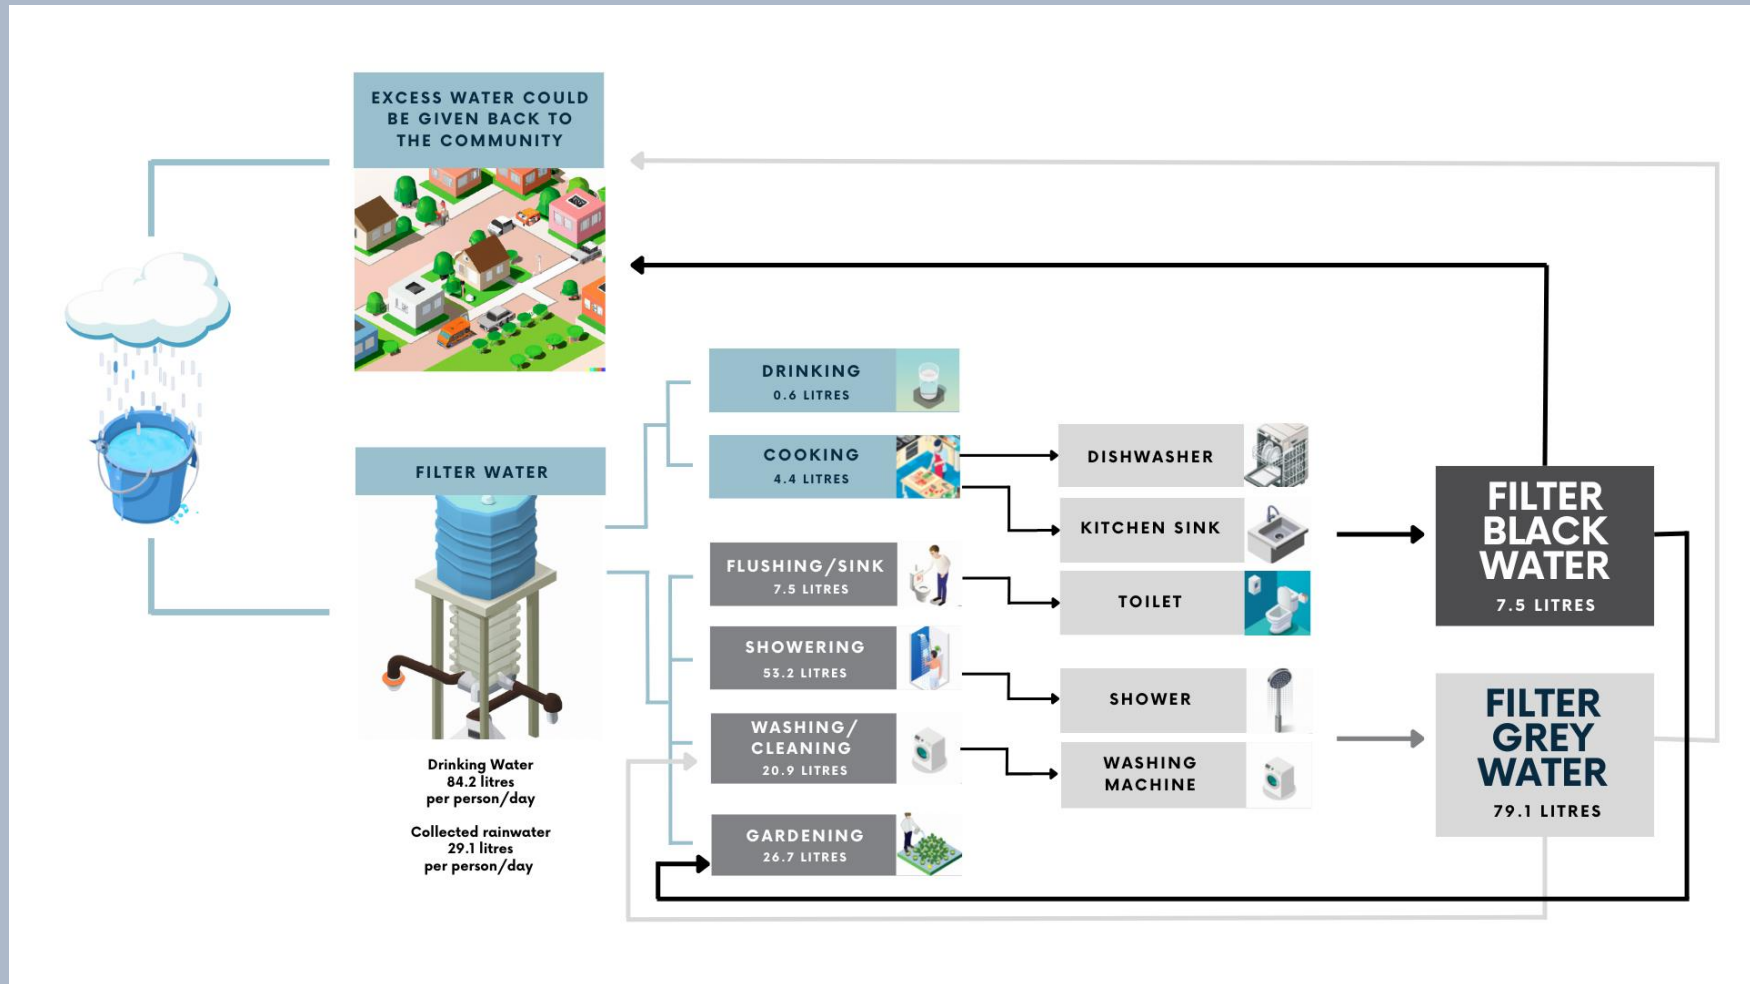 EXCESS WATER COULD
BE GIVEN BACK TO
THE COMMUNITY
FILTER WATER
Drinking Water
84.2 litres
per person/day
Collected rainwater
29.1 litres
per person/day
DRINKING
0.6 LITRES
COOKING
4.4 LITRES
FLUSHING/SINK
7.5 LITRES
SHOWERING
53.2 LITRES
WASHING/
CLEANING
20.9 LITRES
GARDENING
26.7 LITRES
DISHWASHER
KITCHEN SINK
TOILET
SHOWER
WASHING
MACHINE
FILTER
BLACK
WATER
7.5 LITRES
FILTER
GREY
WATER
79.1 LITRES